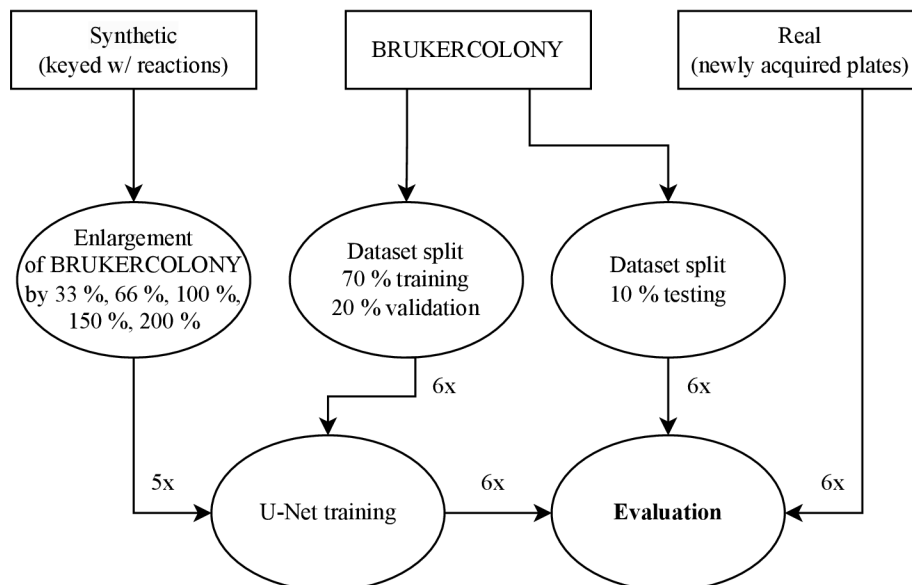 Synthetic
(keyed w/ reactions)
BRUKERCOLONY
Real
(newly acquired plates)
Enlargement
of BRUKERCOLONY
by 33 %, 66 %, 100 %,
150 %, 200 %
Dataset split
70 % training
20 % validation
Dataset split
10 % testing
6x
6x
5x
U-Net training
6x
Evaluation
6x